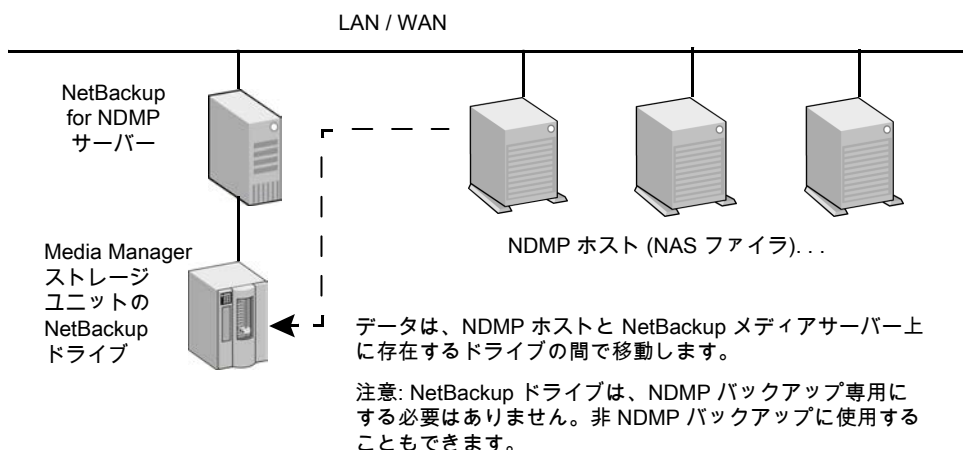 LAN / WAN
NetBackup
for NDMP
サーバー
NDMP ホスト (NAS ファイラ). . .
Media Manager
ストレージ
ユニットの
NetBackup
ドライブ
データは、NDMP ホストと NetBackup メディアサーバー上
に存在するドライブの間で移動します。
注意: NetBackup ドライブは、NDMP バックアップ専用に
する必要はありません。非 NDMP バックアップに使用する
こともできます。